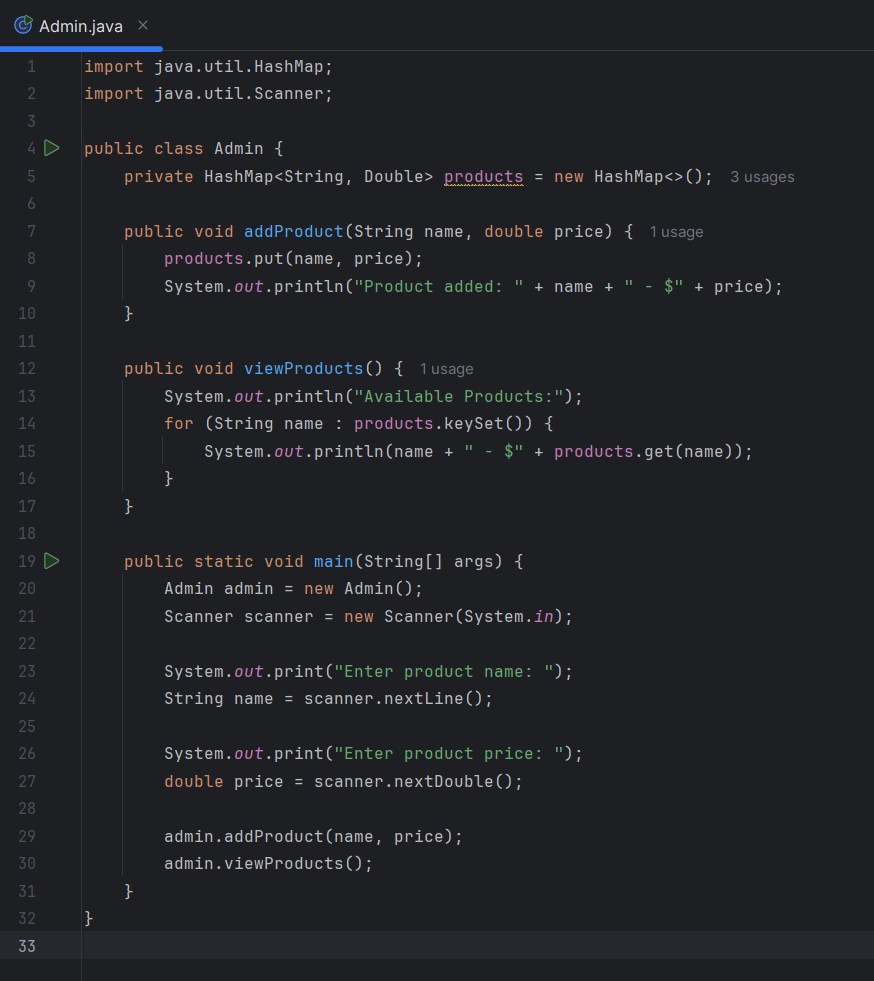 Admin.java
1 import java.util.HashMap;
2 import java.util.Scanner;
3
4 public class Admin {
5     private HashMap<String, Double> products = new HashMap<>(); 3 usages
6
7     public void addProduct(String name, double price) { 1 usage
8         products.put(name, price);
9         System.out.println("Product added: " + name + " - $" + price);
10     }
11
12     public void viewProducts() { 1 usage
13         System.out.println("Available Products:");
14         for (String name : products.keySet()) {
15             System.out.println(name + " - $" + products.get(name));
16         }
17     }
18
19     public static void main(String[] args) {
20         Admin admin = new Admin();
21         Scanner scanner = new Scanner(System.in);
22
23         System.out.print("Enter product name: ");
24         String name = scanner.nextLine();
25
26         System.out.print("Enter product price: ");
27         double price = scanner.nextDouble();
28
29         admin.addProduct(name, price);
30         admin.viewProducts();
31     }
32 }
33